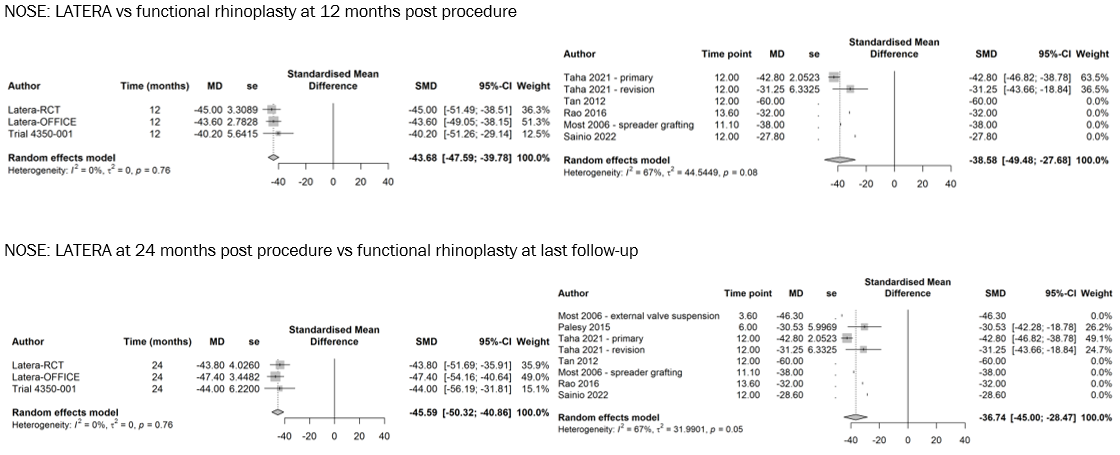 NOSE: LATERA vs functional rhinoplasty at 12 months post procedure
Standardised Mean
Author Time (months) MD se Difference SMD 95%-CI Weight
Latera-RCT 12 -45.00 3.3089 -45.00 [-51.49; -38.51] 36.3%
Latera-OFFICE 12 -43.60 2.7828 -43.60 [-49.05; -38.15] 51.3%
Trial 4350-001 12 -40.20 5.6415 -40.20 [-51.26; -29.14] 12.5%
Random effects model -43.68 [-47.59; -39.78] 100.0%
Heterogeneity: I² = 0%, τ² = 0, p = 0.76
-40 -20 0 20 40
Standardised Mean
Author Time point MD se Difference SMD 95%-CI Weight
Taha 2021 - primary 12.00 -42.80 2.0523 -42.80 [-46.82; -38.78] 63.5%
Taha 2021 - revision 12.00 -31.25 6.3325 -31.25 [-43.66; -18.84] 36.5%
Tan 2012 12.00 -60.00 . -60.00 0.0%
Rao 2016 13.60 -32.00 . -32.00 0.0%
Most 2006 - spreader grafting 11.10 -38.00 . -38.00 0.0%
Sainio 2022 12.00 -27.80 . -27.80 0.0%
Random effects model -38.58 [-49.48; -27.68] 100.0%
Heterogeneity: I² = 67%, τ² = 44.5449, p = 0.08
-40 -20 0 20 40
NOSE: LATERA at 24 months post procedure vs functional rhinoplasty at last follow-up
Standardised Mean
Author Time (months) MD se Difference SMD 95%-CI Weight
Latera-RCT 24 -43.80 4.0260 -43.80 [-51.69; -35.91] 35.9%
Latera-OFFICE 24 -47.40 3.4482 -47.40 [-54.16; -40.64] 49.0%
Trial 4350-001 24 -44.00 6.2200 -44.00 [-56.19; -31.81] 15.1%
Random effects model -45.59 [-50.32; -40.86] 100.0%
Heterogeneity: I² = 0%, τ² = 0, p = 0.76
-40 -20 0 20 40
Standardised Mean
Author Time point MD se Difference SMD 95%-CI Weight
Most 2006 - external valve suspension 3.60 -46.30 . -46.30 0.0%
Palesy 2015 6.00 -30.53 5.9969 -30.53 [-42.28; -18.78] 26.2%
Taha 2021 - primary 12.00 -42.80 2.0523 -42.80 [-46.82; -38.78] 49.1%
Taha 2021 - revision 12.00 -31.25 6.3325 -31.25 [-43.66; -18.84] 24.7%
Tan 2012 12.00 -60.00 . -60.00 0.0%
Most 2006 - spreader grafting 11.10 -38.00 . -38.00 0.0%
Rao 2016 13.60 -32.00 . -32.00 0.0%
Sainio 2022 12.00 -28.60 . -28.60 0.0%
Random effects model -36.74 [-45.00; -28.47] 100.0%
Heterogeneity: I² = 67%, τ² = 31.9901, p = 0.05
-40 -20 0 20 40